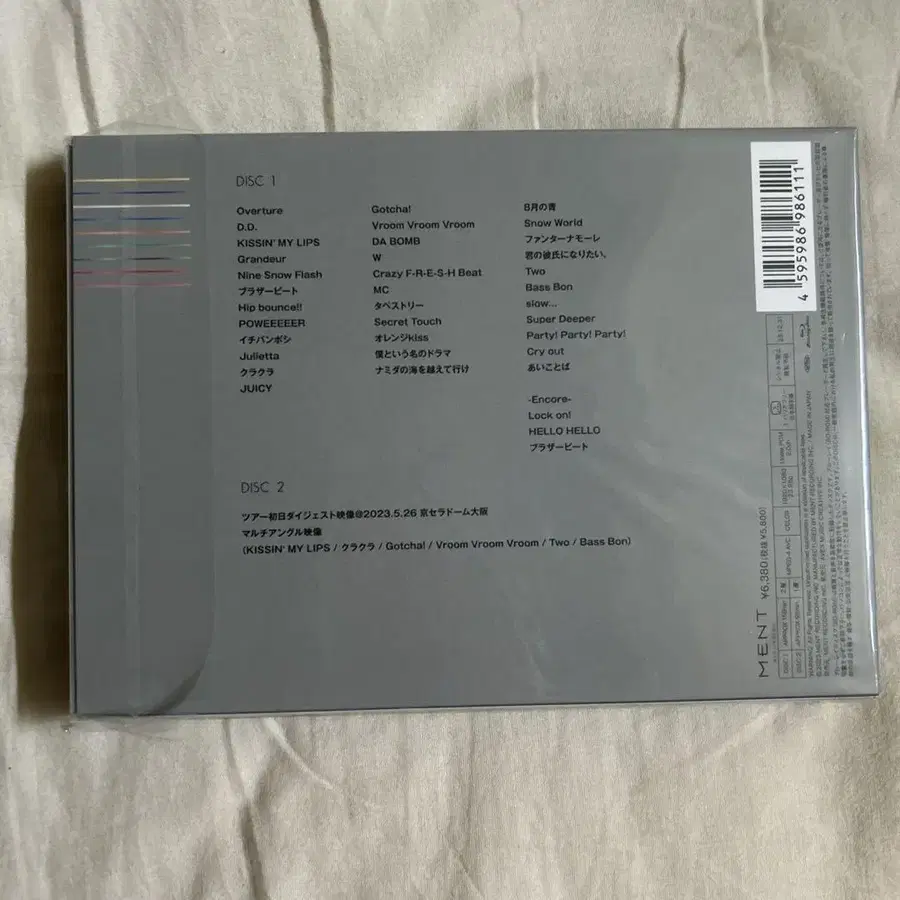 DISC 1
Overture
D.D.
KISSIN' MY LIPS
Grandeur
Nine Snow Flash
ブラザービート
Hip bounce!!
POWEEEEER
イチバンボシ
Julietta
クラクラ
JUICY
Gotcha!
Vroom Vroom Vroom
DA BOMB
W
Crazy F-R-E-S-H Beat
MC
タペストリー
Secret Touch
オレンジkiss
僕という名のドラマ
ナミダの海を越えて行け
8月の青
Snow World
ファンターナモーレ
君の彼氏になりたい。
Two
Bass Bon
slow...
Super Deeper
Party! Party! Party!
Cry out
あいことば
-Encore-
Lock on!
HELLO HELLO
ブラザービート
DISC 2
ツアー初日ダイジェスト映像@2023.5.26 京セラドーム大阪
マルチアングル映像
(KISSIN' MY LIPS / クラクラ / Gotcha! / Vroom Vroom Vroom / Two / Bass Bon)
4 595986 986111
MENT
¥6,380(税抜 ¥5,800)